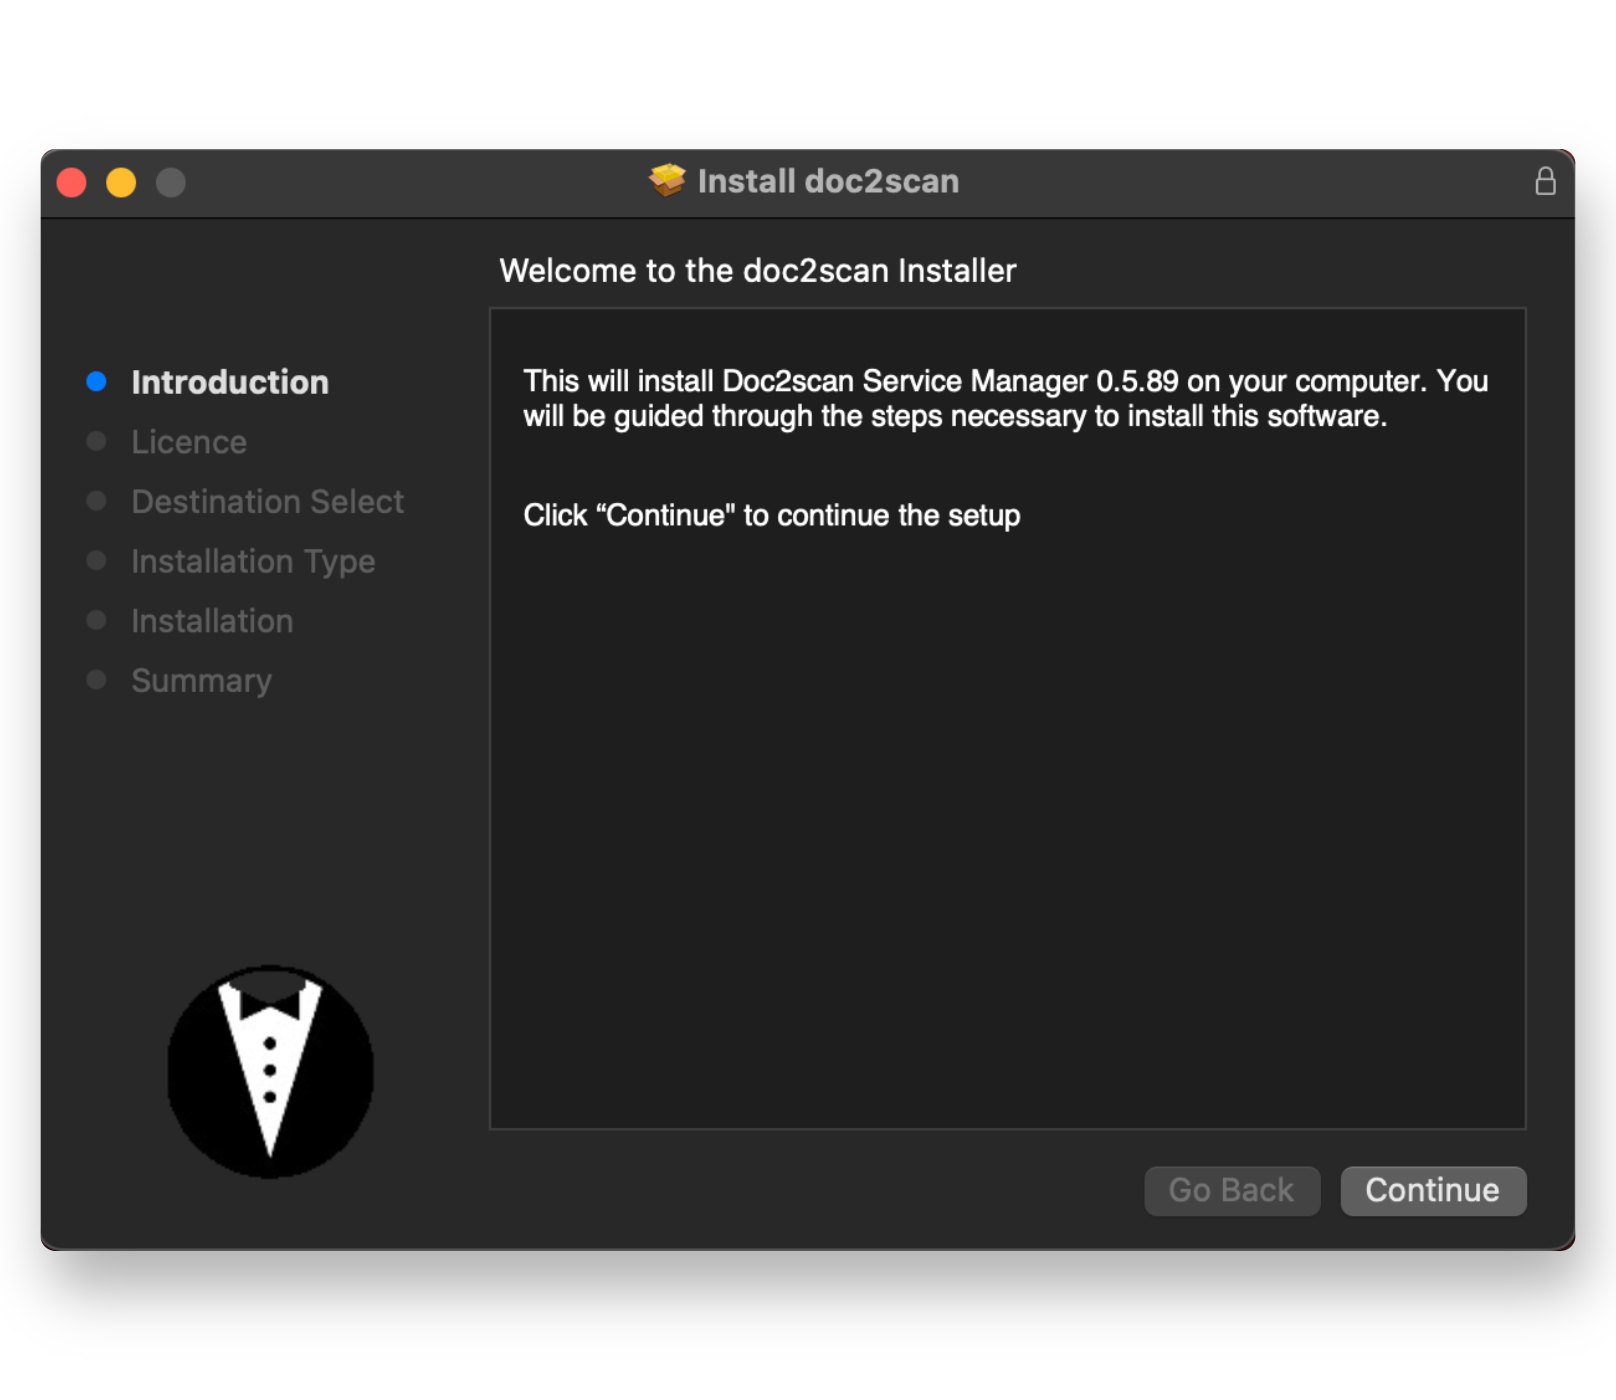 Install doc2scan
Welcome to the doc2scan Installer
Introduction
Licence
Destination Select
Installation Type
Installation
Summary
This will install Doc2scan Service Manager 0.5.89 on your computer. You
will be guided through the steps necessary to install this software.
Click “Continue" to continue the setup
Go Back
Continue